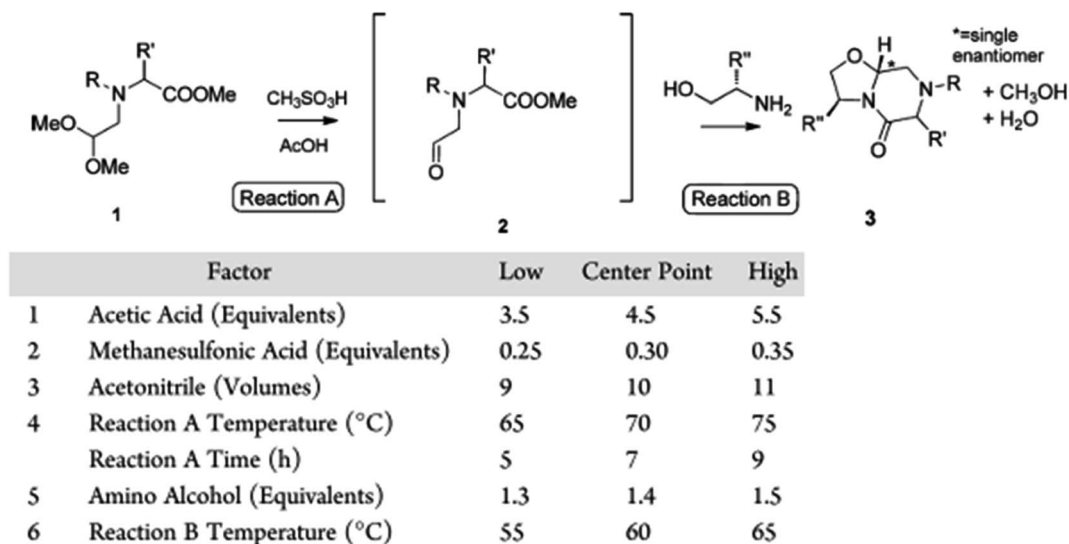 R'
R
N
COOMe
MeO
OMe
1
CH₃SO₃H
AcOH
Reaction A
R'
R
N
COOMe
O
2
R''
HO
NH₂
Reaction B
H
O
*
N
R
N
R''
O
R'
3
*=single
enantiomer
+ CH₃OH
+ H₂O
Factor Low Center Point High
1 Acetic Acid (Equivalents) 3.5 4.5 5.5
2 Methanesulfonic Acid (Equivalents) 0.25 0.30 0.35
3 Acetonitrile (Volumes) 9 10 11
4 Reaction A Temperature (°C) 65 70 75
Reaction A Time (h) 5 7 9
5 Amino Alcohol (Equivalents) 1.3 1.4 1.5
6 Reaction B Temperature (°C) 55 60 65